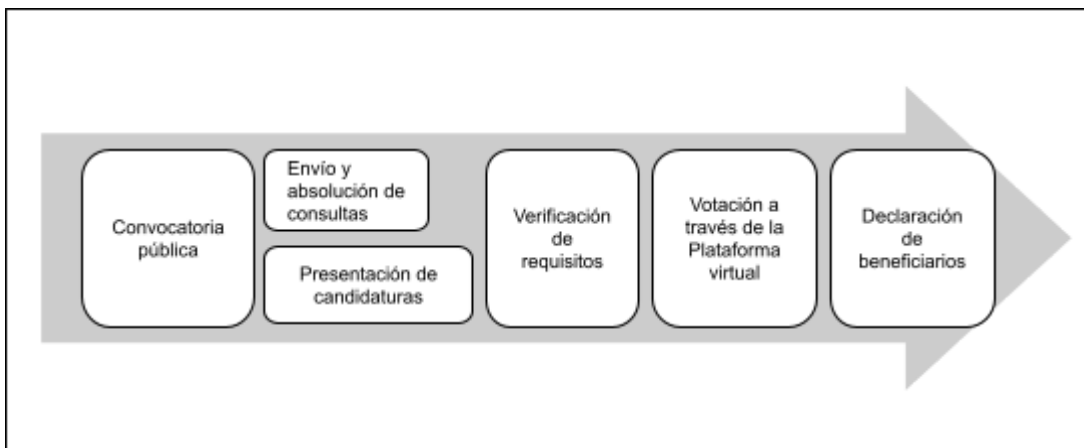 Convocatoria
pública
Envío y
absolución de
consultas
Presentación de
candidaturas
Verificación
de
requisitos
Votación a
través de la
Plataforma
virtual
Declaración
de
beneficiarios